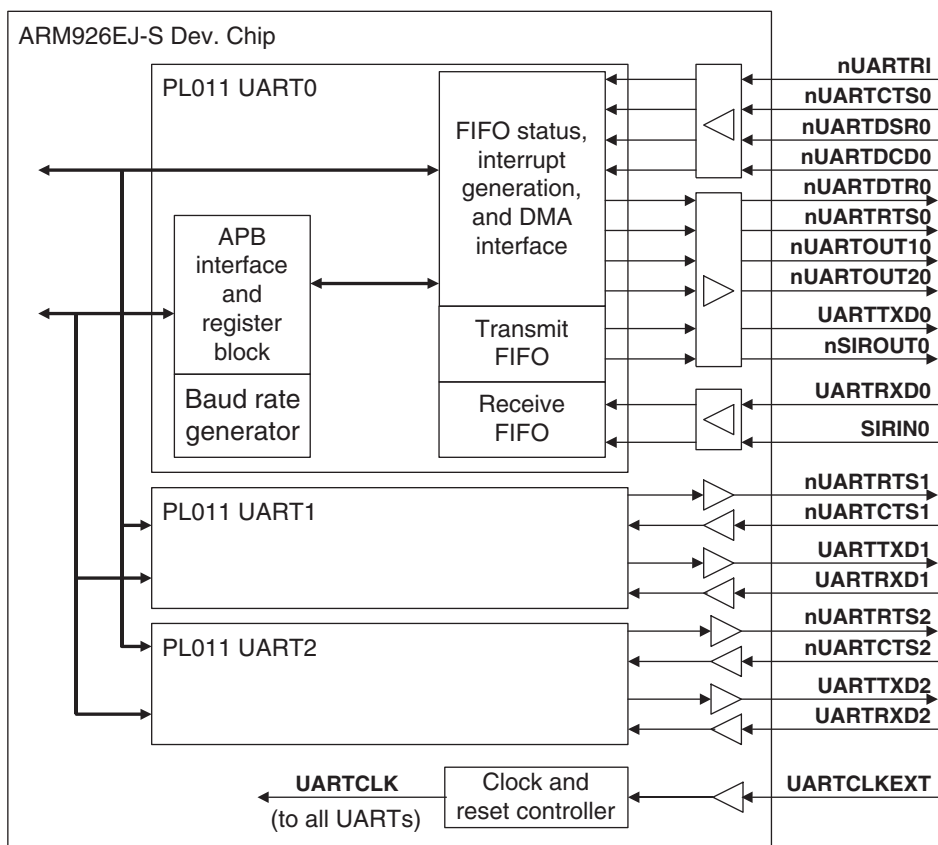 ARM926EJ-S Dev. Chip
PL011 UART0
FIFO status,
interrupt
generation,
and DMA
interface
APB
interface
and
register
block
Transmit
FIFO
Baud rate
generator
Receive
FIFO
nUARTRI
nUARTCTS0
nUARTDSR0
nUARTDCD0
nUARTDTR0
nUARTRTS0
nUARTOUT10
nUARTOUT20
UARTTXD0
nSIROUT0
UARTRXD0
SIRIN0
PL011 UART1
nUARTRTS1
nUARTCTS1
UARTTXD1
UARTRXD1
PL011 UART2
nUARTRTS2
nUARTCTS2
UARTTXD2
UARTRXD2
UARTCLK
(to all UARTs)
Clock and
reset controller
UARTCLKEXT